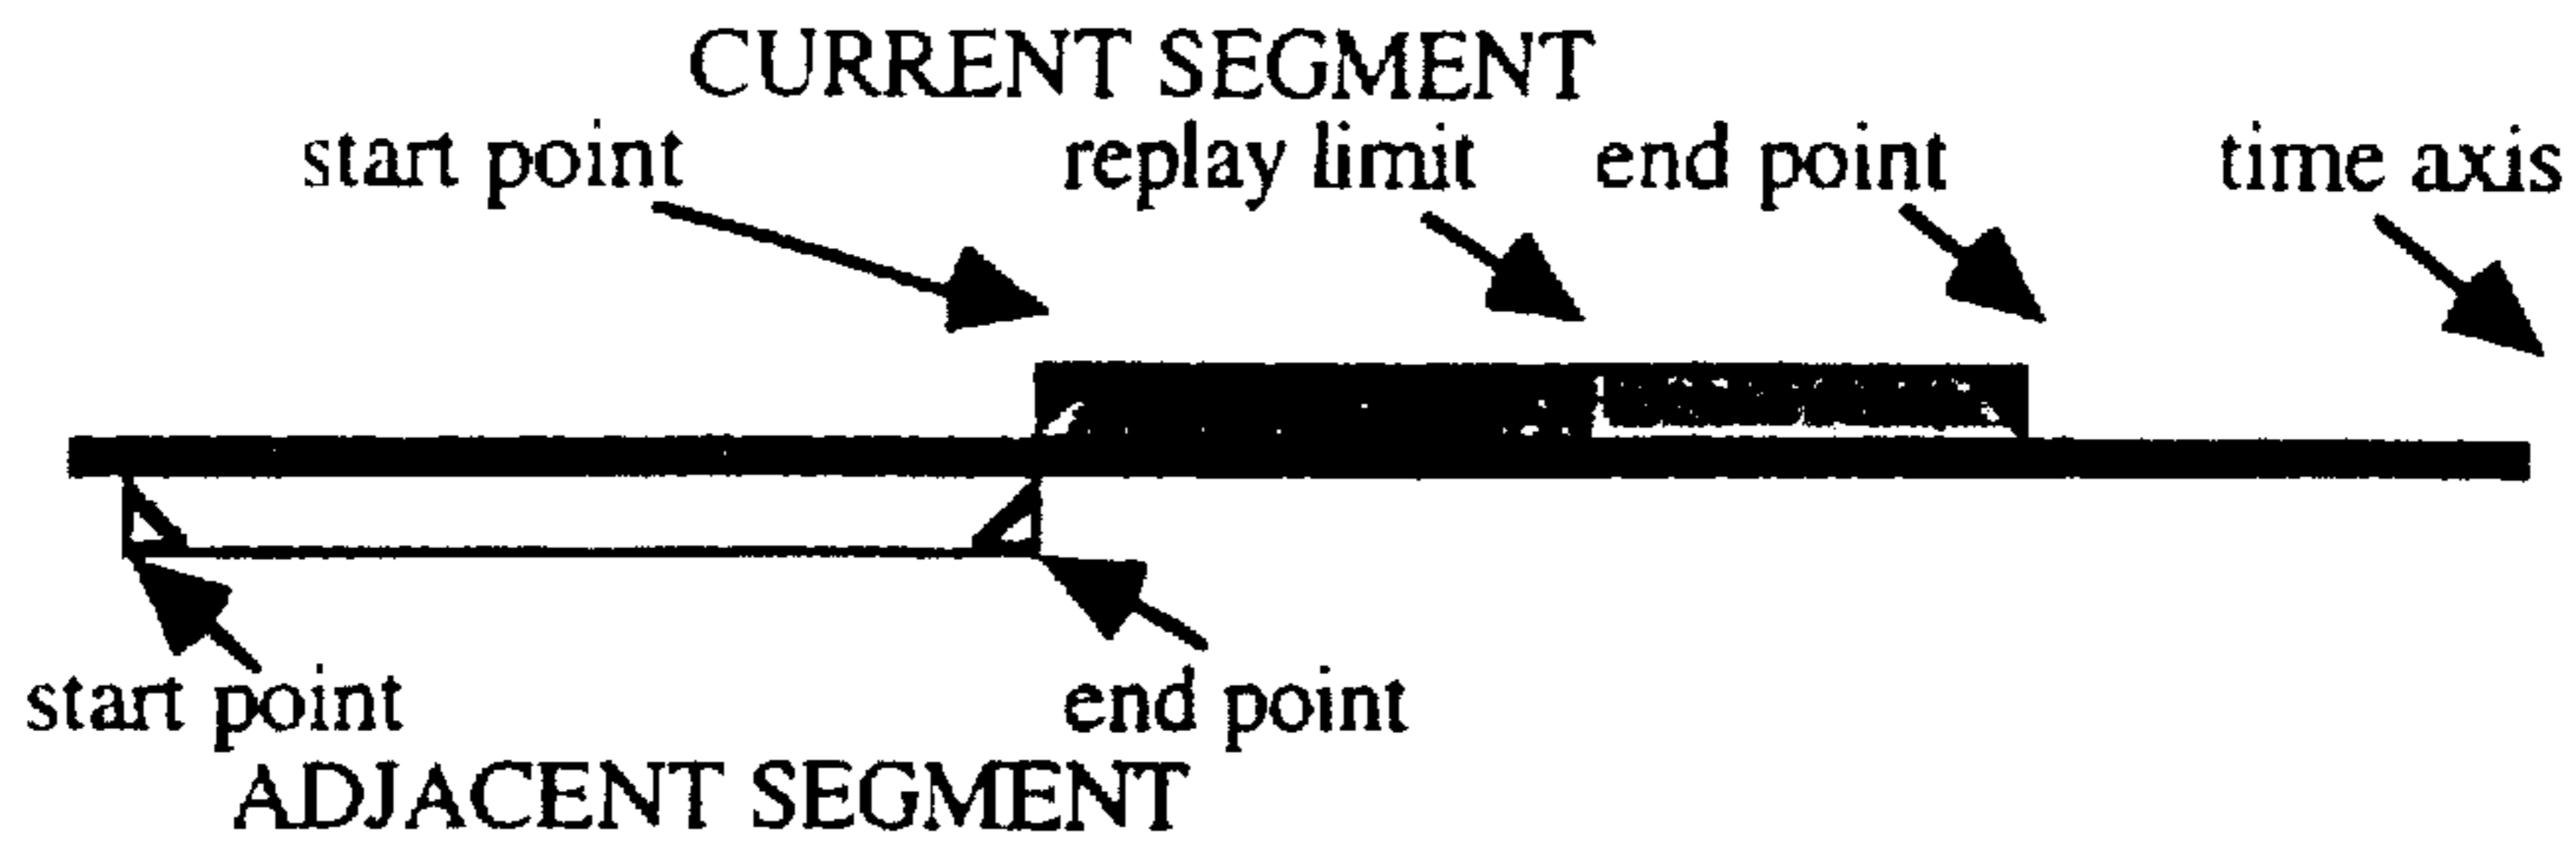 CURRENT SEGMENT
start point replay limit end point time axis
start point end point
ADJACENT SEGMENT